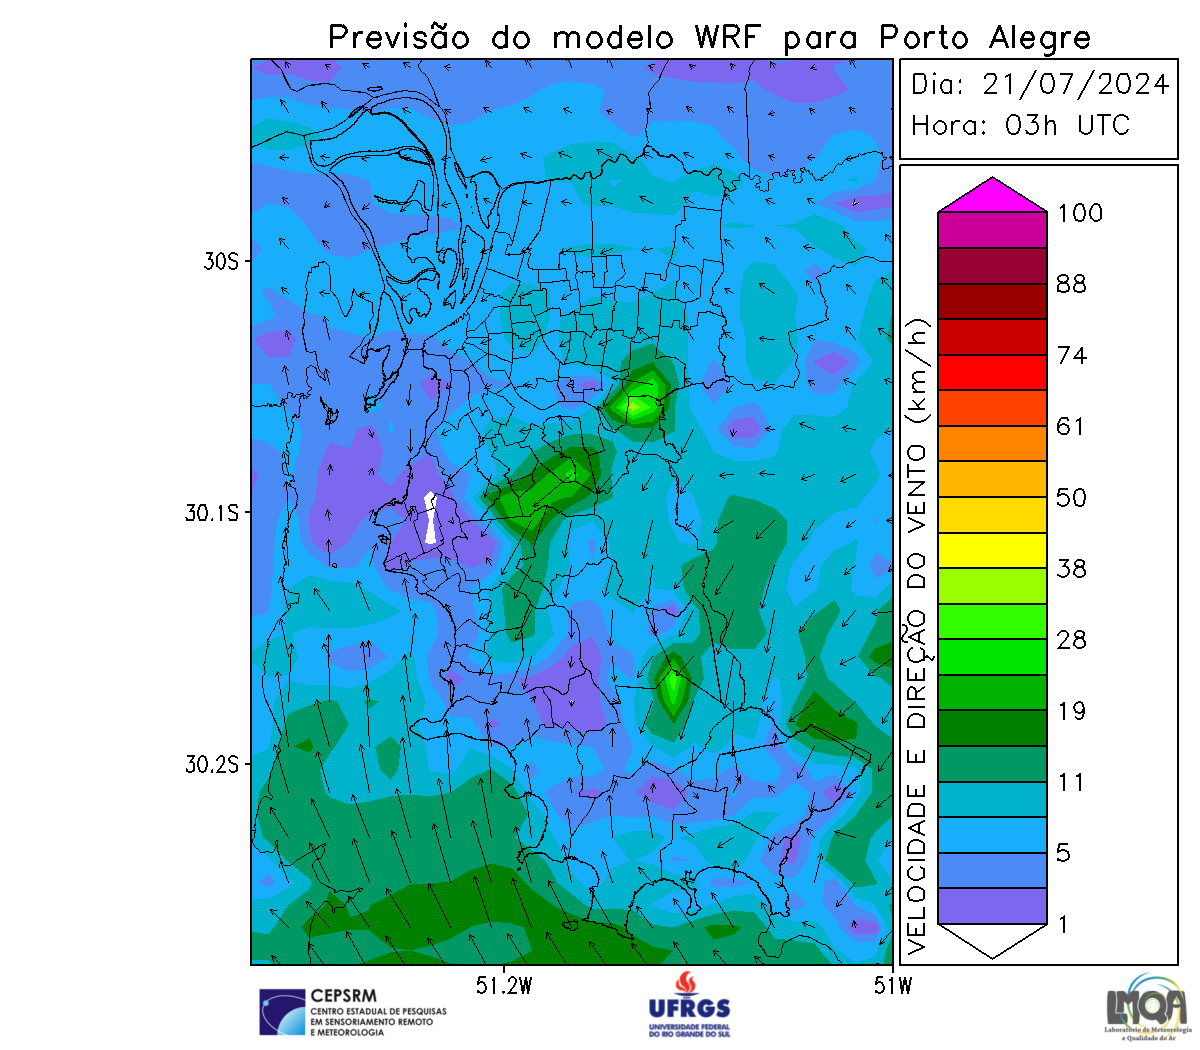 Previsão do modelo WRF para Porto Alegre
Dia: 21/07/2024
Hora: 03h UTC
VELOCIDADE E DIREÇÃO DO VENTO (km/h)
100
88
74
61
50
38
28
19
11
5
1
30S
30.1S
30.2S
51.2W
51W
CEPSRM
CENTRO ESTADUAL DE PESQUISAS
EM SENSORIAMENTO REMOTO
E METEOROLOGIA
UFRGS
UNIVERSIDADE FEDERAL
DO RIO GRANDE DO SUL
LMQA
Laboratório de Meteorologia
e Qualidade do Ar